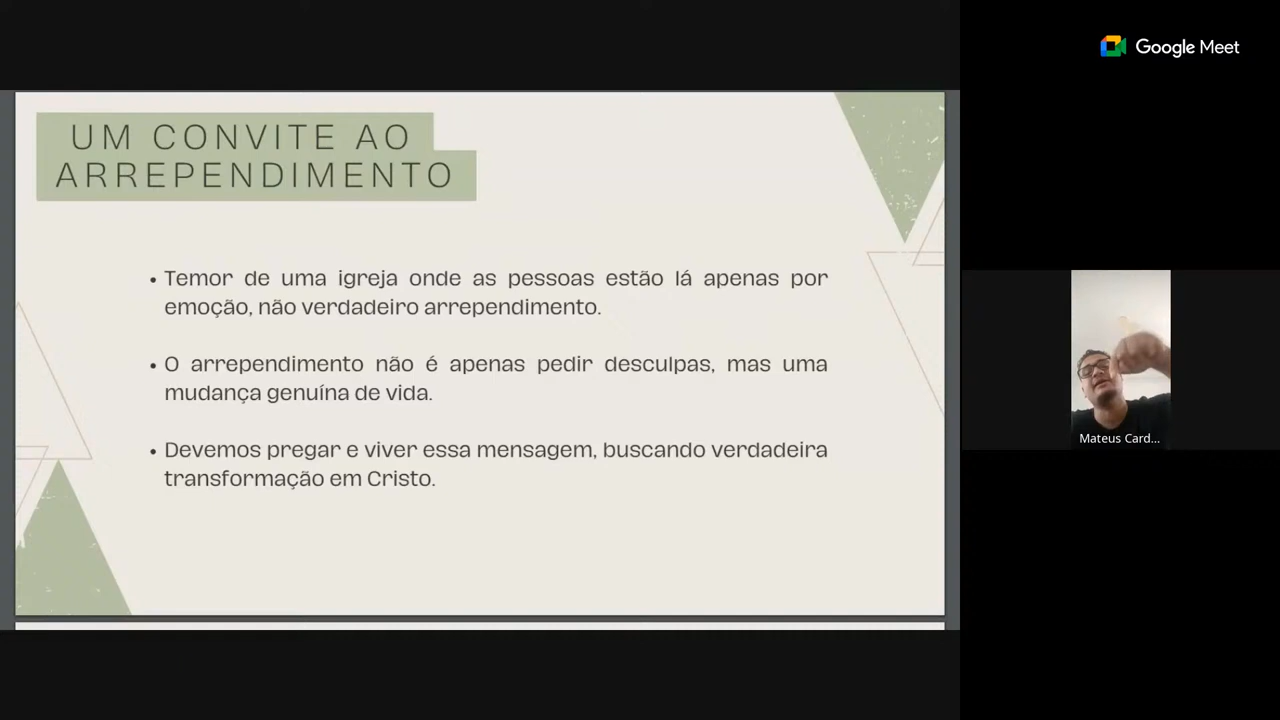 Google Meet
UM CONVITE AO
ARREPENDIMENTO
• Temor de uma igreja onde as pessoas estão lá apenas por
emoção, não verdadeiro arrependimento.
• O arrependimento não é apenas pedir desculpas, mas uma
mudança genuína de vida.
• Devemos pregar e viver essa mensagem, buscando verdadeira
transformação em Cristo.
Mateus Card...